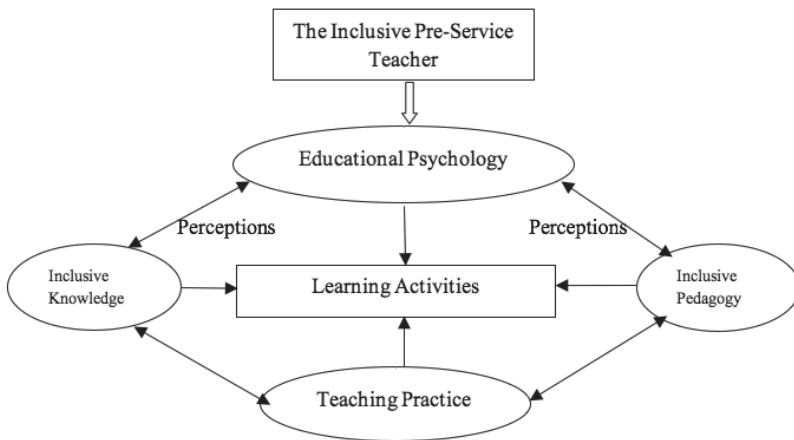 The Inclusive Pre-Service
Teacher
Educational Psychology
Perceptions
Perceptions
Inclusive
Knowledge
Learning Activities
Inclusive
Pedagogy
Teaching Practice